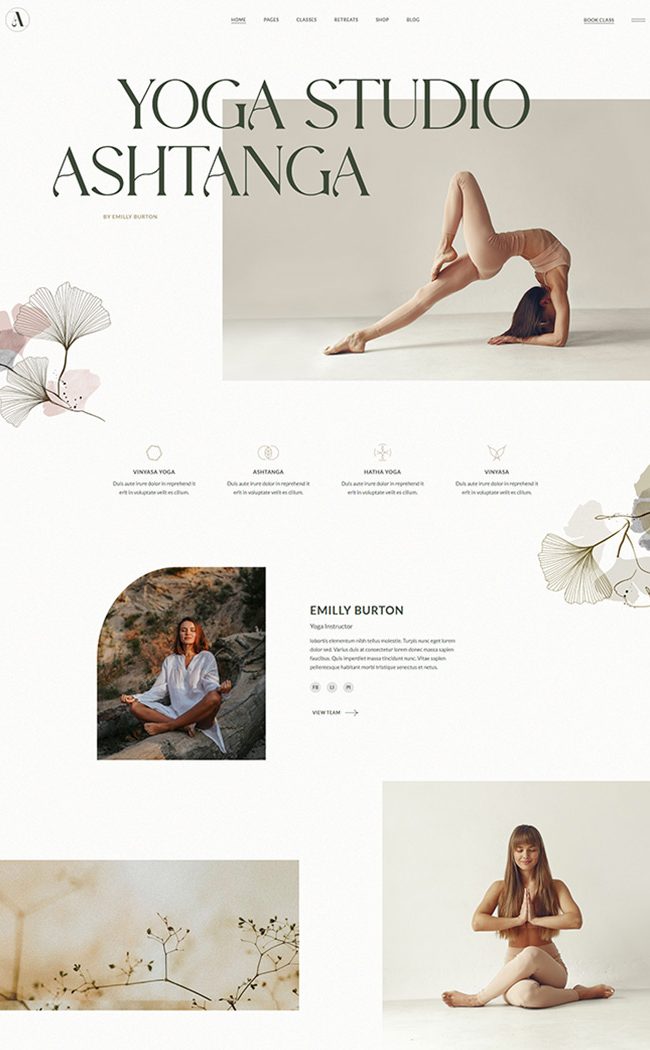 A
HOME PAGES CLASSES RETREATS SHOP BLOG
BOOK CLASS
YOGA STUDIO
ASHTANGA
BY EMILLY BURTON
VINYASA YOGA
Duis aute irure dolor in reprehend it
erit in voluptate velit es cillum.
ASHTANGA
Duis aute irure dolor in reprehend it
erit in voluptate velit es cillum.
HATHA YOGA
Duis aute irure dolor in reprehend it
erit in voluptate velit es cillum.
VINYASA
Duis aute irure dolor in reprehend it
erit in voluptate velit es cillum.
EMILLY BURTON
Yoga Instructor
lobortis elementum nibh tellus molestie. Turpis nunc eget lorem
dolor sed. Varius duis at consectetur lorem donec massa sapien
faucibus. Quis imperdiet massa tincidunt nunc. Vitae sapien
pellentesque habitant morbi tristique senectus et netus.
FB LI PI
VIEW TEAM